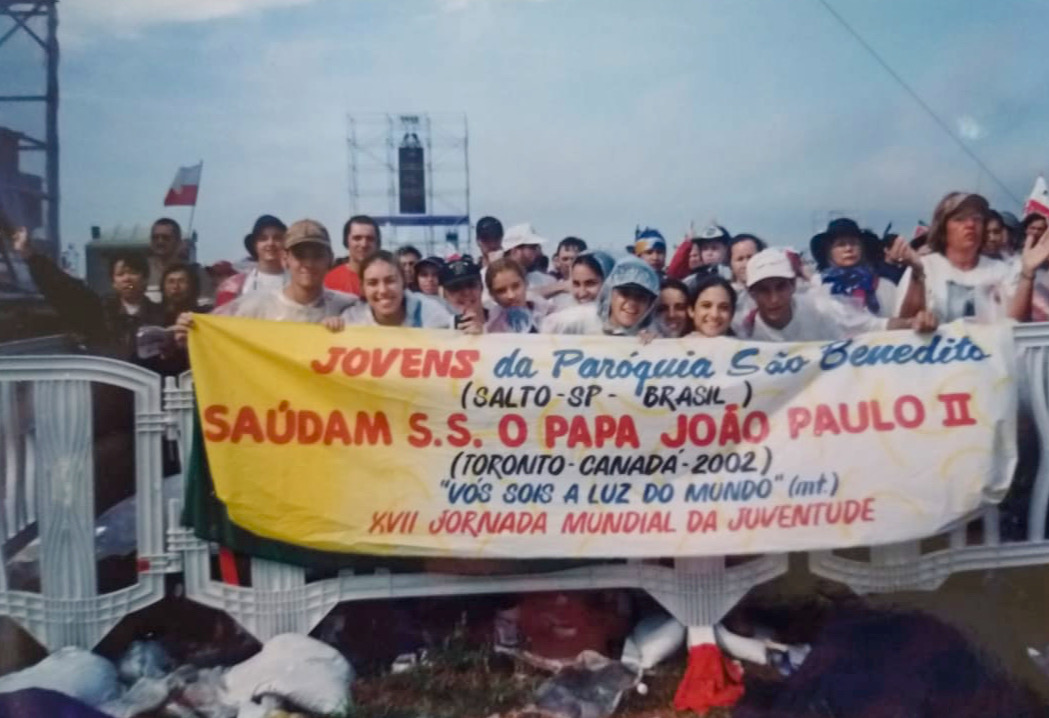 JOVENS da Paróquia São Benedito
(SALTO-SP- BRASIL)
SAÚDAM S.S. O PAPA JOÃO PAULO II
(TORONTO-CANADÁ-2002)
"VÓS SOIS A LUZ DO MUNDO" (mt.)
XVII JORNADA MUNDIAL DA JUVENTUDE